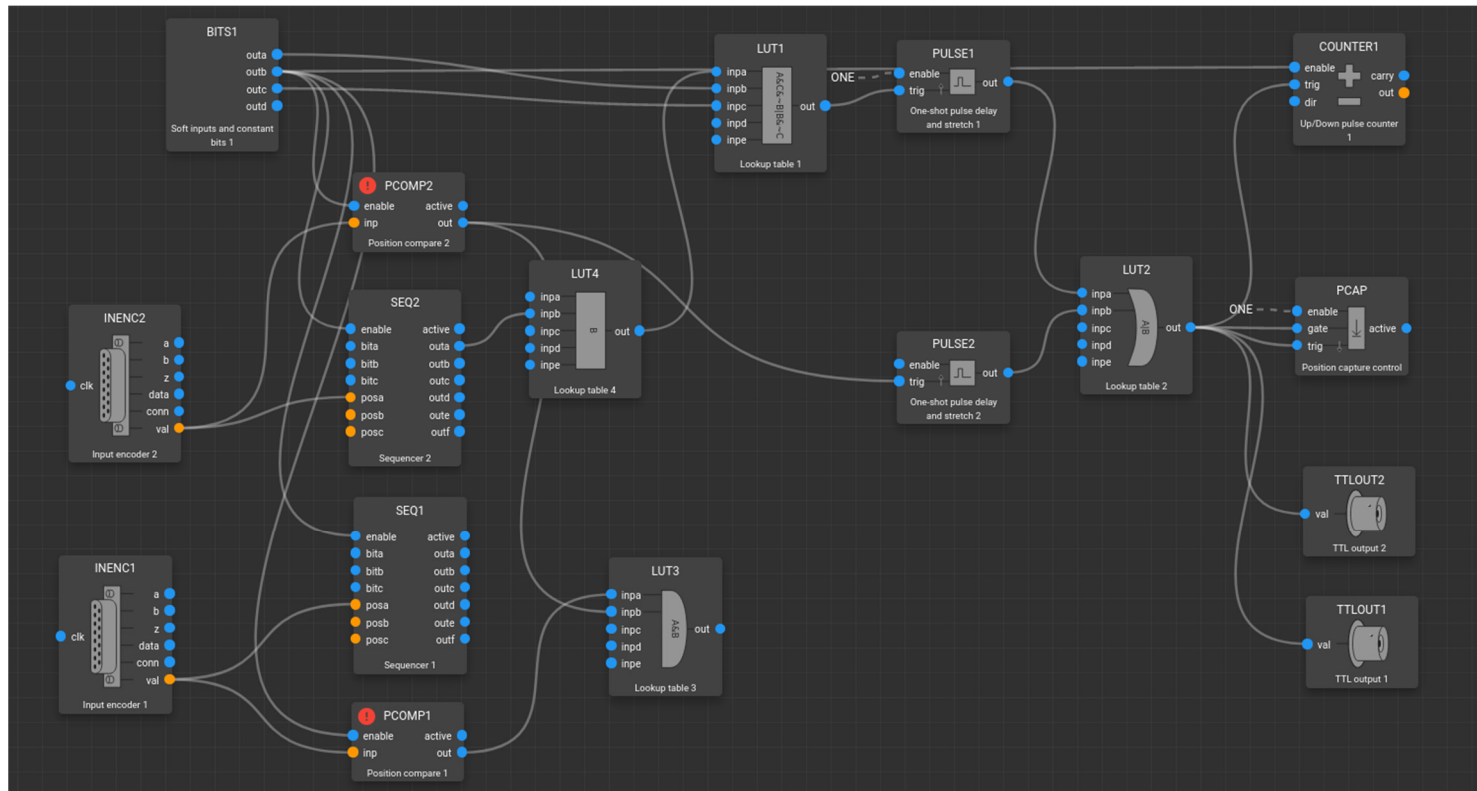 BITS1
outa
outb
outc
outd
Soft inputs and constant
bits 1
LUT1
inpa
inpb
inpc
inpd
inpe
A&C&~B|B&~C
out
Lookup table 1
ONE
PULSE1
enable
trig
out
One-shot pulse delay
and stretch 1
COUNTER1
enable
trig
dir
carry
out
Up/Down pulse counter
1
PCOMP2
enable
inp
active
out
Position compare 2
LUT4
inpa
inpb
inpc
inpd
inpe
B
out
Lookup table 4
LUT2
inpa
inpb
inpc
inpd
inpe
A|B
out
Lookup table 2
ONE
PCAP
enable
gate
trig
active
Position capture control
INENC2
clk
a
b
z
data
conn
val
Input encoder 2
SEQ2
enable
bita
bitb
bitc
posa
posb
posc
active
outa
outb
outc
outd
oute
outf
Sequencer 2
PULSE2
enable
trig
out
One-shot pulse delay
and stretch 2
TTLOUT2
val
TTL output 2
SEQ1
enable
bita
bitb
bitc
posa
posb
posc
active
outa
outb
outc
outd
oute
outf
Sequencer 1
INENC1
clk
a
b
z
data
conn
val
Input encoder 1
LUT3
inpa
inpb
inpc
inpd
inpe
A&B
out
Lookup table 3
TTLOUT1
val
TTL output 1
PCOMP1
enable
inp
active
out
Position compare 1